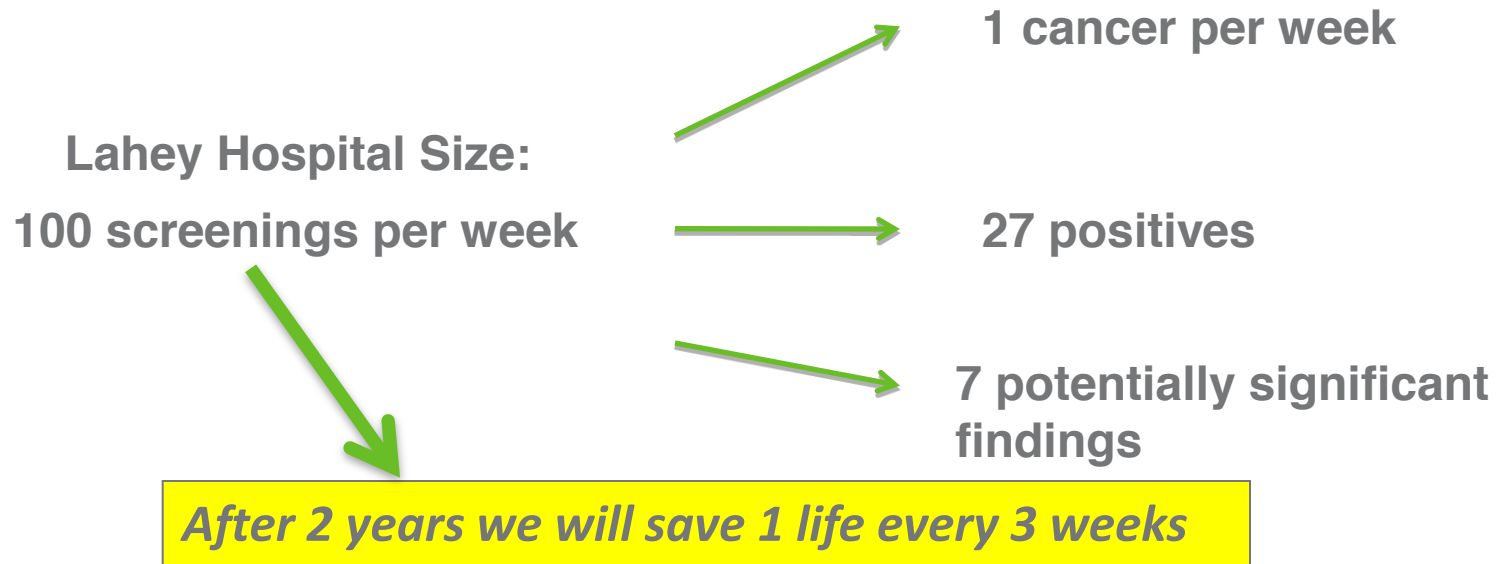 1 cancer per week
Lahey Hospital Size:
100 screenings per week
27 positives
7 potentially significant
findings
After 2 years we will save 1 life every 3 weeks